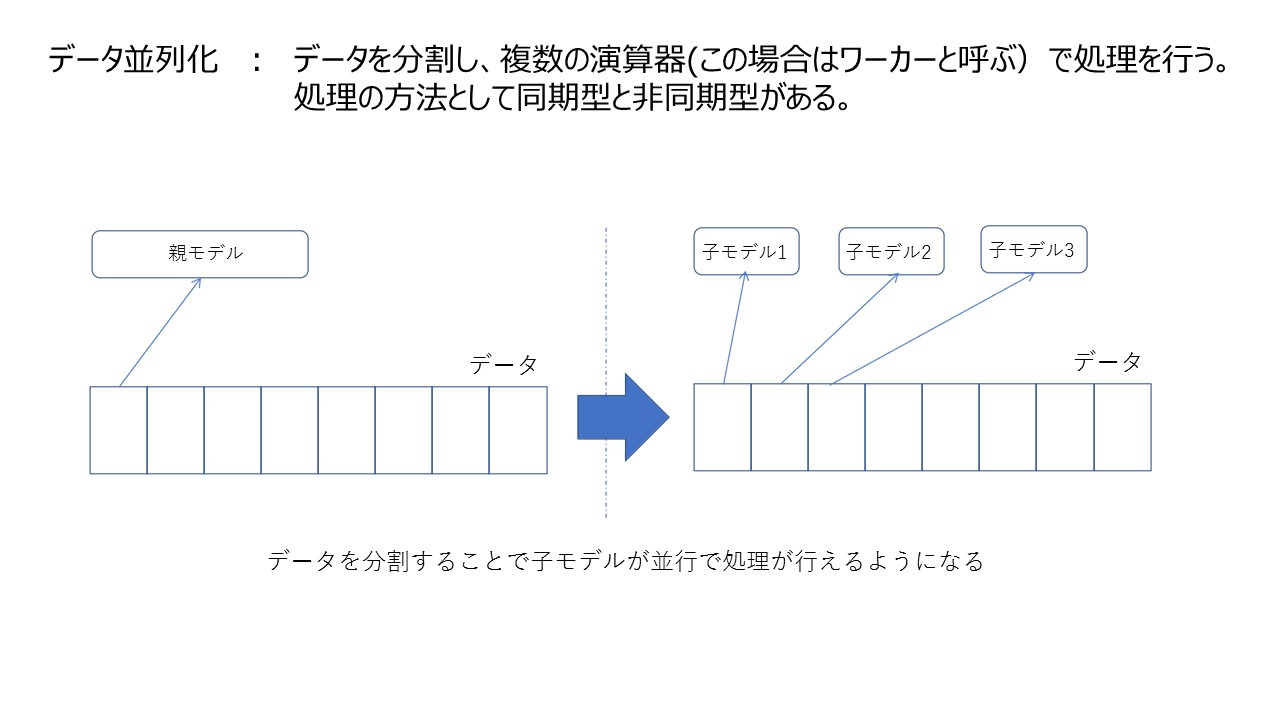 データ並列化 : データを分割し、複数の演算器(この場合はワーカーと呼ぶ）で処理を行う。
処理の方法として同期型と非同期型がある。
親モデル
子モデル1
子モデル2
子モデル3
データ
データ
データを分割することで子モデルが並行で処理が行えるようになる